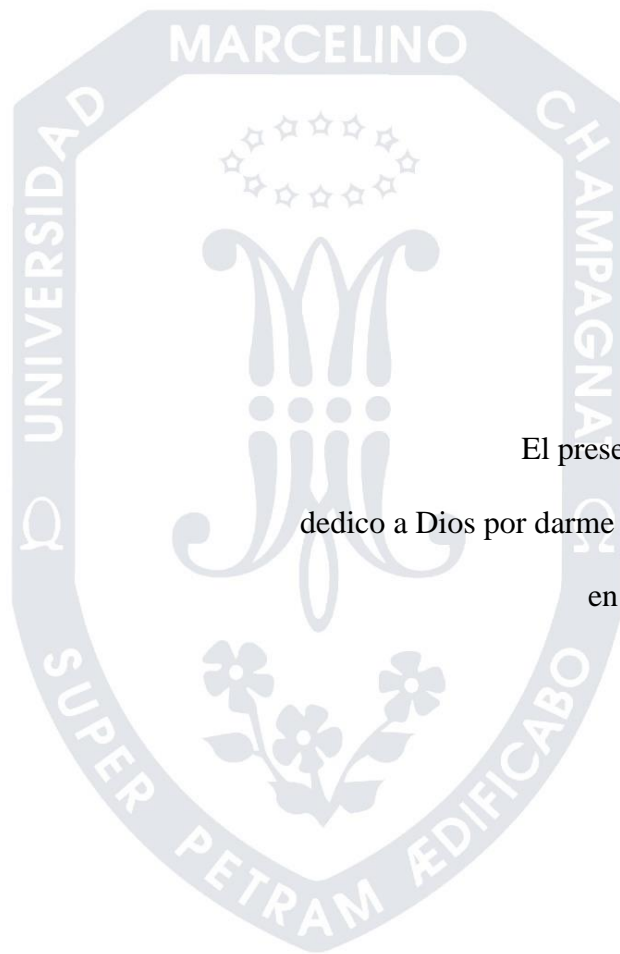 MARCELINO
UNIVERSIDAD
CHAMPAGNAT
El prese
dedico a Dios por darme
en
SUPER PETRAM ÆDIFICABO